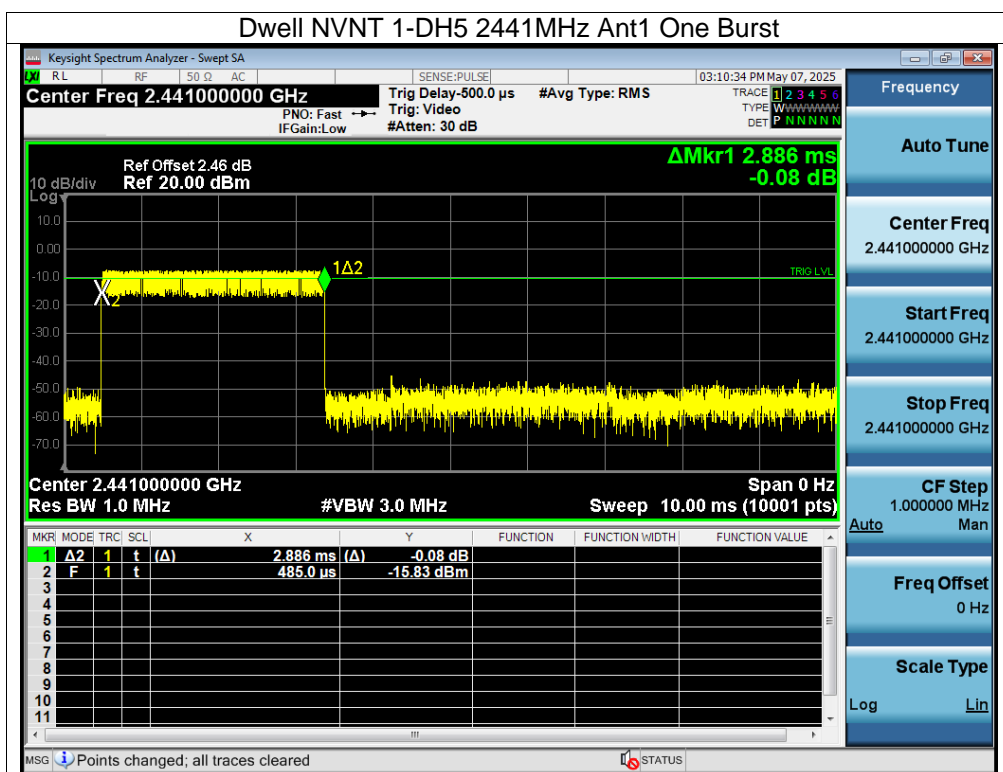 Dwell NVNT 1-DH5 2441MHz Ant1 One Burst
Keysight Spectrum Analyzer - Swept SA
LXI RL RF 50 Ω AC SENSE:PULSE 03:10:34 PM May 07, 2025
Center Freq 2.441000000 GHz
PNO: Fast
IFGain:Low
Trig Delay-500.0 µs
Trig: Video
#Atten: 30 dB
#Avg Type: RMS
TRACE 1 2 3 4 5 6
TYPE WWWWWWW
DET P N N N N N
Ref Offset 2.46 dB
Ref 20.00 dBm
10 dB/div
Log
ΔMkr1 2.886 ms
-0.08 dB
10.0
0.00
-10.0
-20.0
-30.0
-40.0
-50.0
-60.0
-70.0
1Δ2
2
TRIG LVL
Center 2.441000000 GHz Span 0 Hz
Res BW 1.0 MHz #VBW 3.0 MHz Sweep 10.00 ms (10001 pts)
MKR MODE TRC SCL X Y FUNCTION FUNCTION WIDTH FUNCTION VALUE
1 Δ2 1 t (Δ) 2.886 ms (Δ) -0.08 dB
2 F 1 t 485.0 µs -15.83 dBm
3
4
5
6
7
8
9
10
11
MSG Points changed; all traces cleared STATUS
Frequency
Auto Tune
Center Freq
2.441000000 GHz
Start Freq
2.441000000 GHz
Stop Freq
2.441000000 GHz
CF Step
1.000000 MHz
Auto Man
Freq Offset
0 Hz
Scale Type
Log Lin